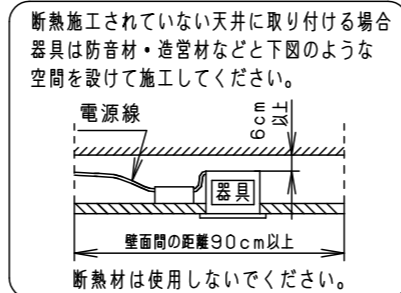 断熱施工されていない天井に取り付ける場合
器具は防音材・造営材などと下図のような
空間を設けて施工してください。
電源線
6cm
以上
器具
壁面間の距離90cm以上
断熱材は使用しないでください。